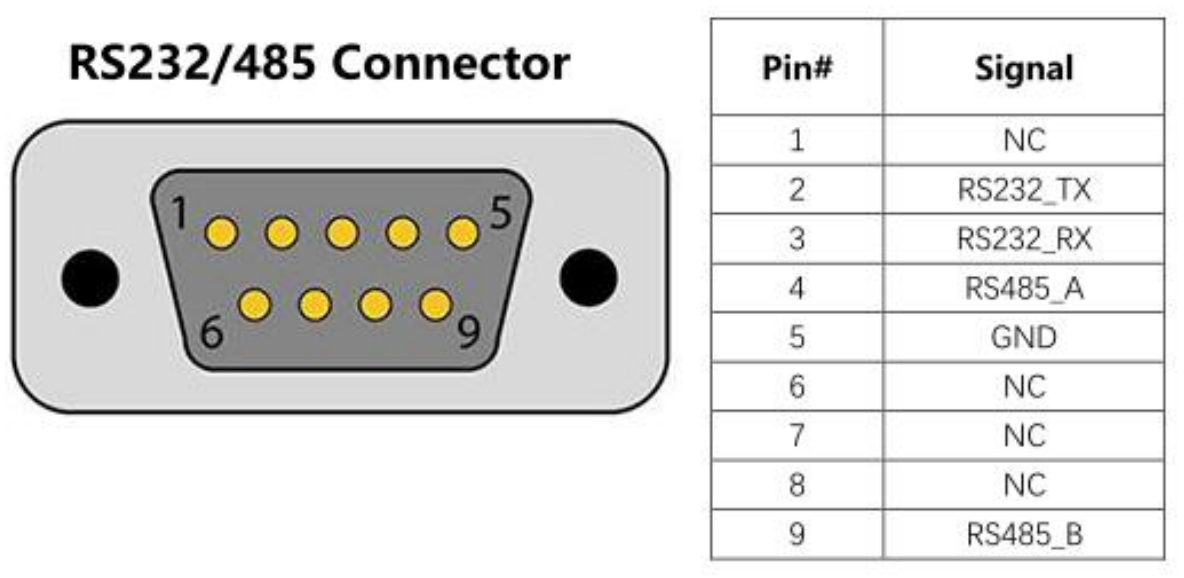 RS232/485 Connector
1 5
6 9
Pin# Signal
1 NC
2 RS232_TX
3 RS232_RX
4 RS485_A
5 GND
6 NC
7 NC
8 NC
9 RS485_B